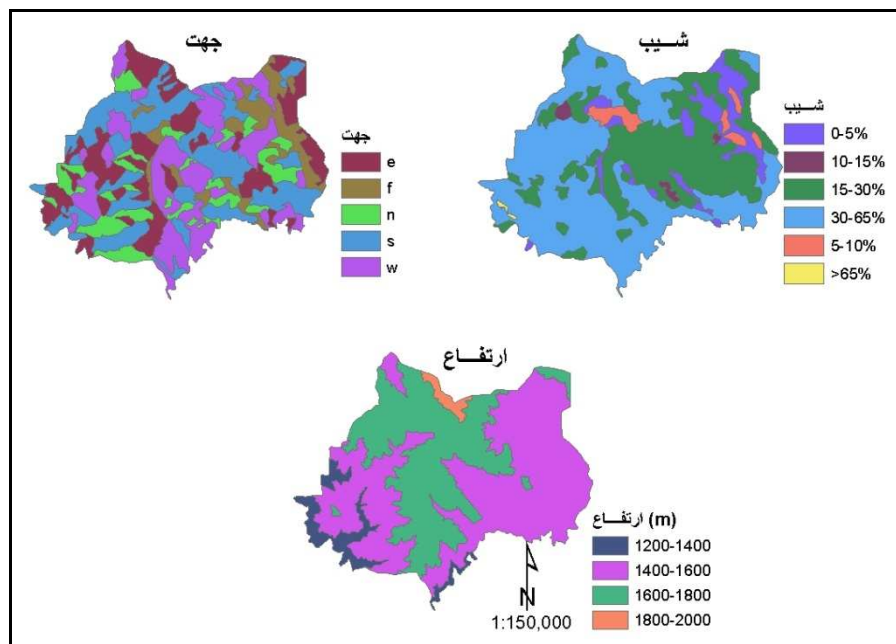 جهت
جهت
e
f
n
s
w
شـــیب
شـــیب
0-5%
10-15%
15-30%
30-65%
5-10%
>65%
ارتفـــاع
ارتفـــاع (m)
1200-1400
1400-1600
1600-1800
1800-2000
N
1:150,000